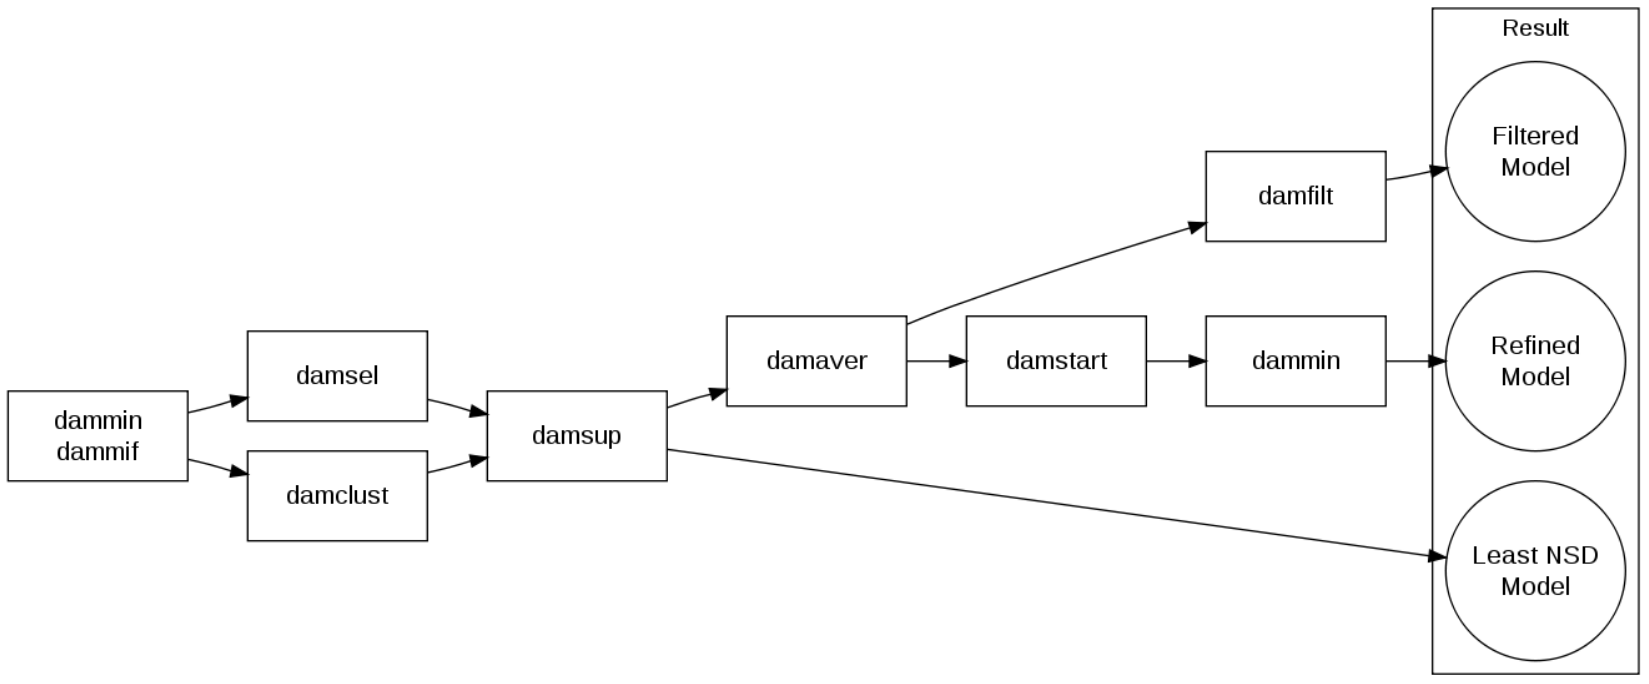 Result
Filtered
Model
damfilt
damaver
damstart
dammin
Refined
Model
damsel
dammin
dammif
damsup
damclust
Least NSD
Model